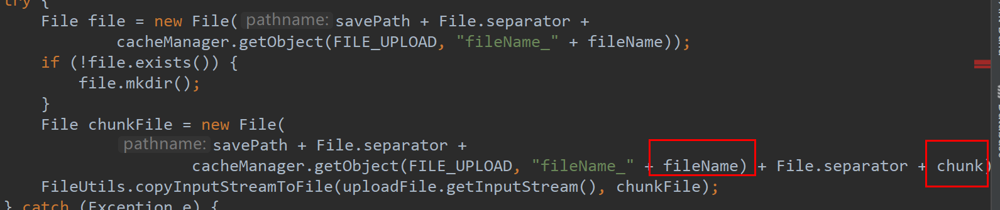 try {
File file = new File( pathname: savePath + File.separator +
cacheManager.getObject(FILE_UPLOAD, "fileName_" + fileName));
if (!file.exists()) {
file.mkdir();
}
File chunkFile = new File(
pathname: savePath + File.separator +
cacheManager.getObject(FILE_UPLOAD, "fileName_" + fileName) + File.separator + chunk)
FileUtils.copyInputStreamToFile(uploadFile.getInputStream(), chunkFile);
} catch (Exception e) {